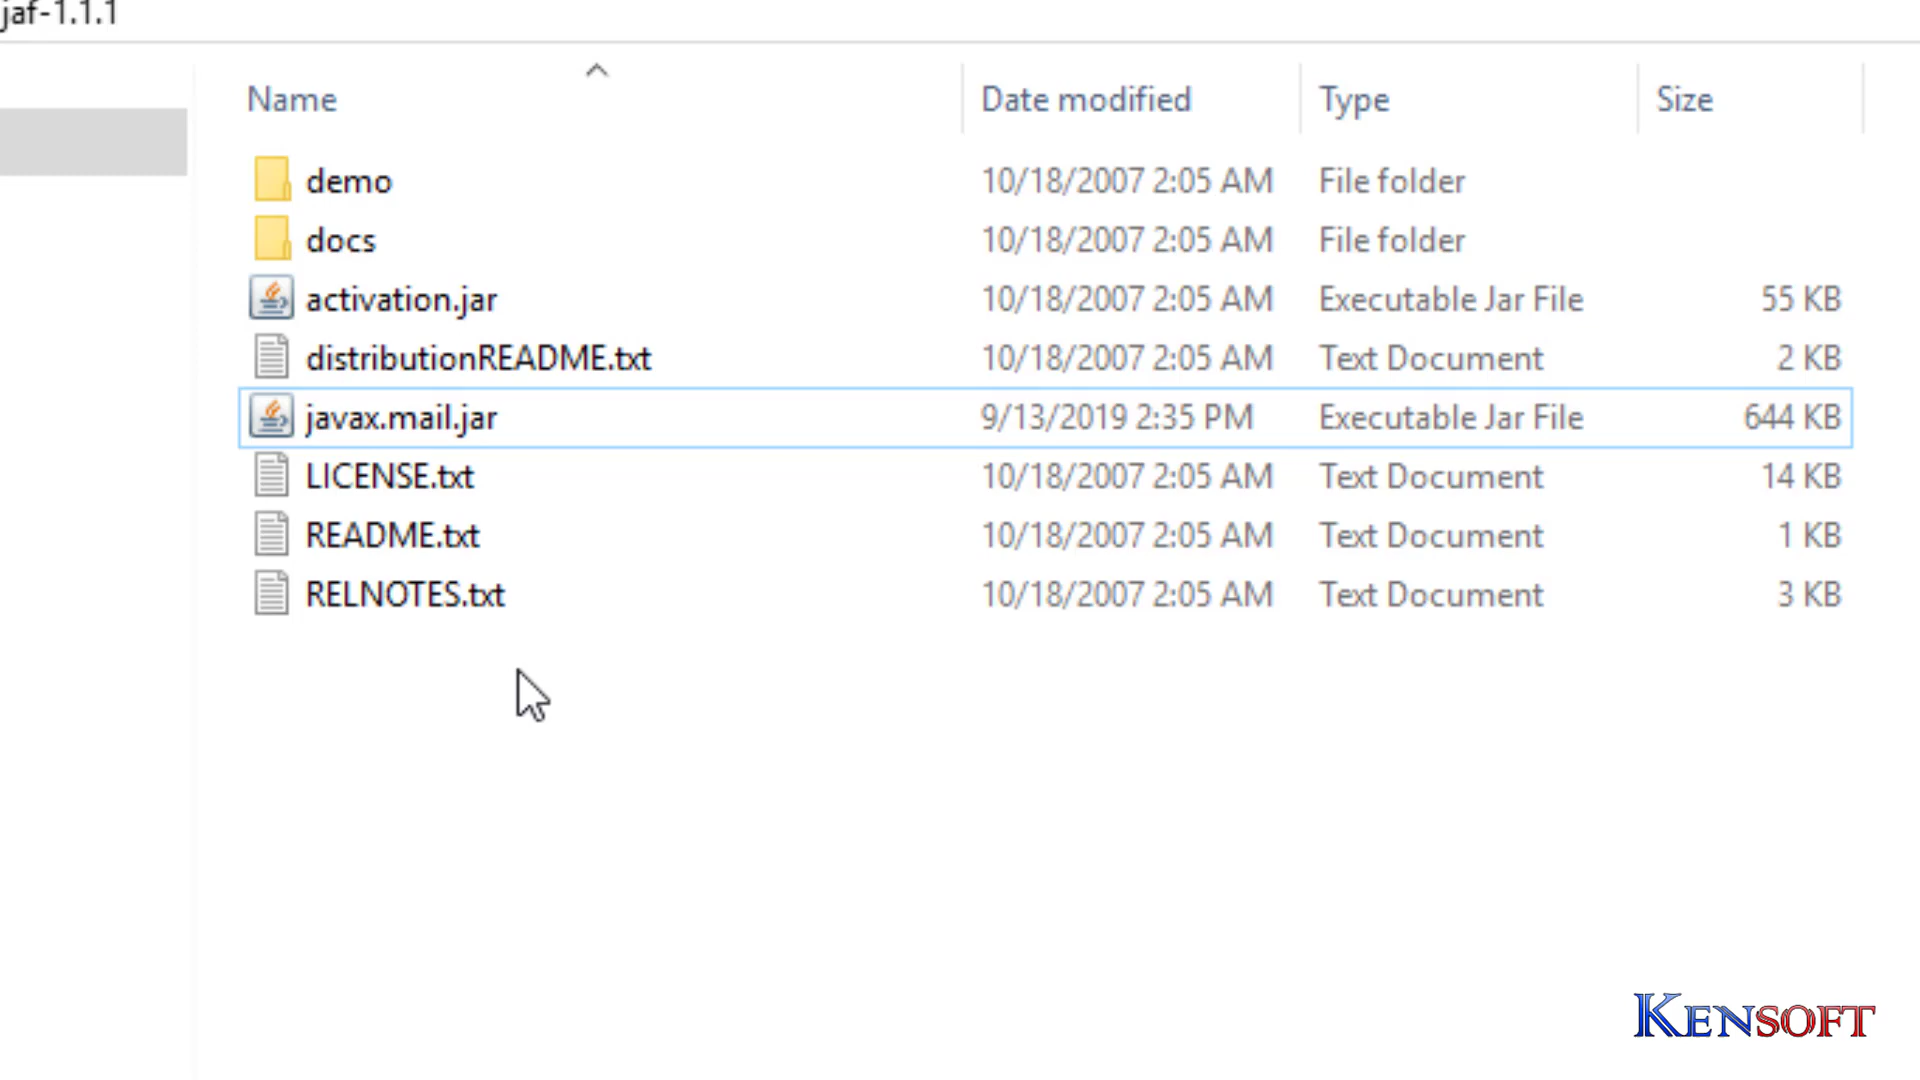 jaf-1.1.1
Name Date modified Type Size
demo 10/18/2007 2:05 AM File folder
docs 10/18/2007 2:05 AM File folder
activation.jar 10/18/2007 2:05 AM Executable Jar File 55 KB
distributionREADME.txt 10/18/2007 2:05 AM Text Document 2 KB
javax.mail.jar 9/13/2019 2:35 PM Executable Jar File 644 KB
LICENSE.txt 10/18/2007 2:05 AM Text Document 14 KB
README.txt 10/18/2007 2:05 AM Text Document 1 KB
RELNOTES.txt 10/18/2007 2:05 AM Text Document 3 KB
KENSOFT